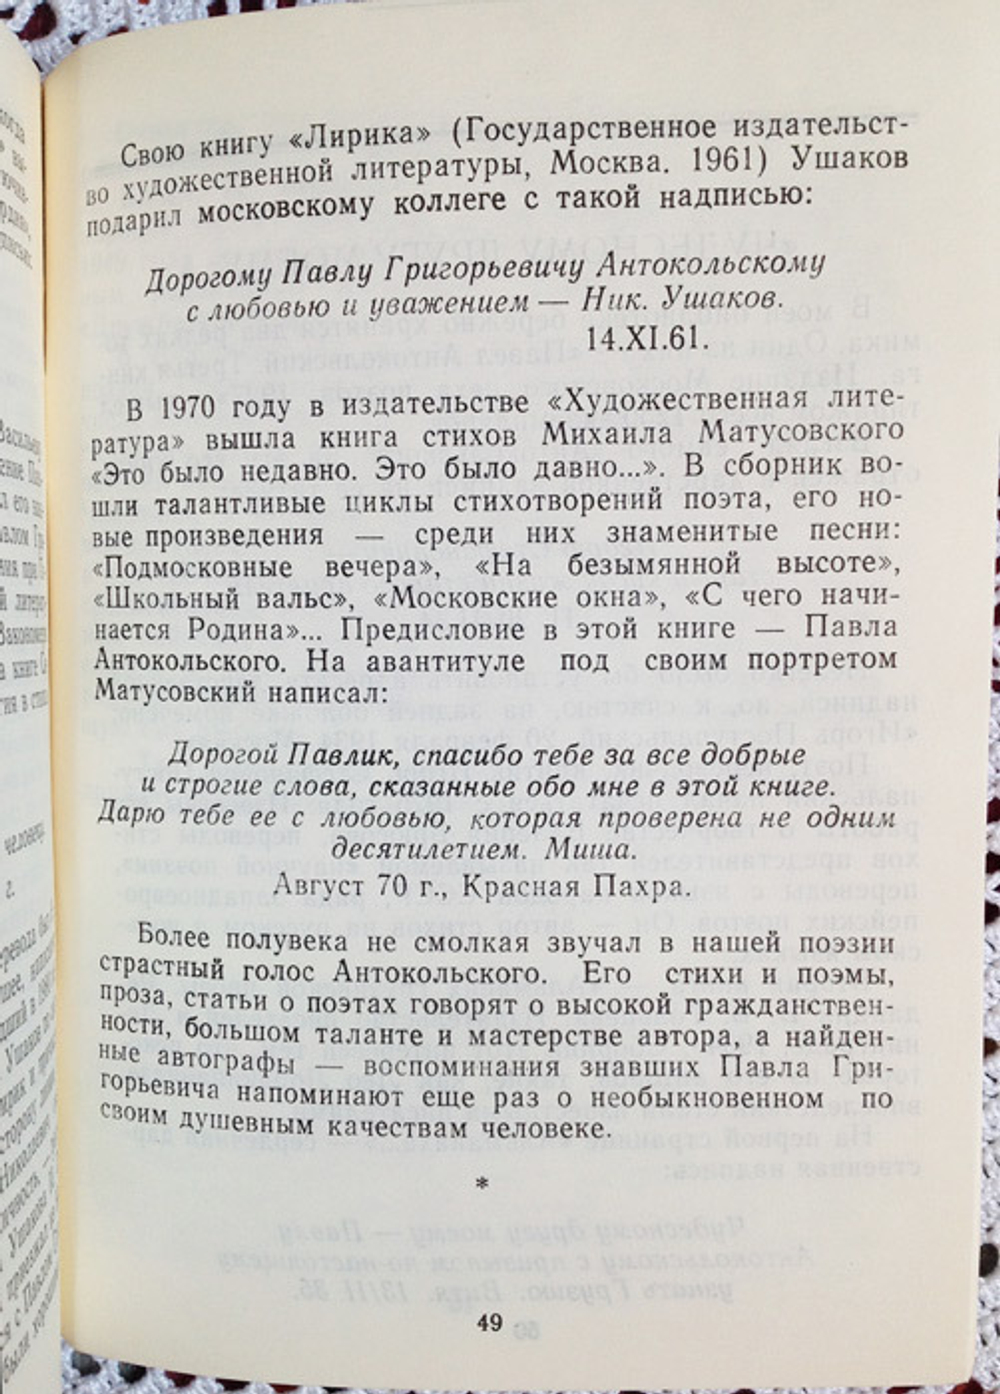 Свою книгу «Лирика» (Государственное издательст-
во художественной литературы, Москва. 1961) Ушаков
подарил московскому коллеге с такой надписью:
Дорогому Павлу Григорьевичу Антокольскому
с любовью и уважением — Ник. Ушаков.
14.XI.61.
В 1970 году в издательстве «Художественная лите-
ратура» вышла книга стихов Михаила Матусовского
«Это было недавно. Это было давно...». В сборник во-
шли талантливые циклы стихотворений поэта, его но-
вые произведения — среди них знаменитые песни:
«Подмосковные вечера», «На безымянной высоте»,
«Школьный вальс», «Московские окна», «С чего начи-
нается Родина»... Предисловие в этой книге — Павла
Антокольского. На авантитуле под своим портретом
Матусовский написал:
Дорогой Павлик, спасибо тебе за все добрые
и строгие слова, сказанные обо мне в этой книге.
Дарю тебе ее с любовью, которая проверена не одним
десятилетием. Миша.
Август 70 г., Красная Пахра.
Более полувека не смолкая звучал в нашей поэзии
страстный голос Антокольского. Его стихи и поэмы,
проза, статьи о поэтах говорят о высокой гражданствен-
ности, большом таланте и мастерстве автора, а найден-
ные автографы — воспоминания знавших Павла Гри-
горьевича напоминают еще раз о необыкновенном по
своим душевным качествам человеке.
*
49